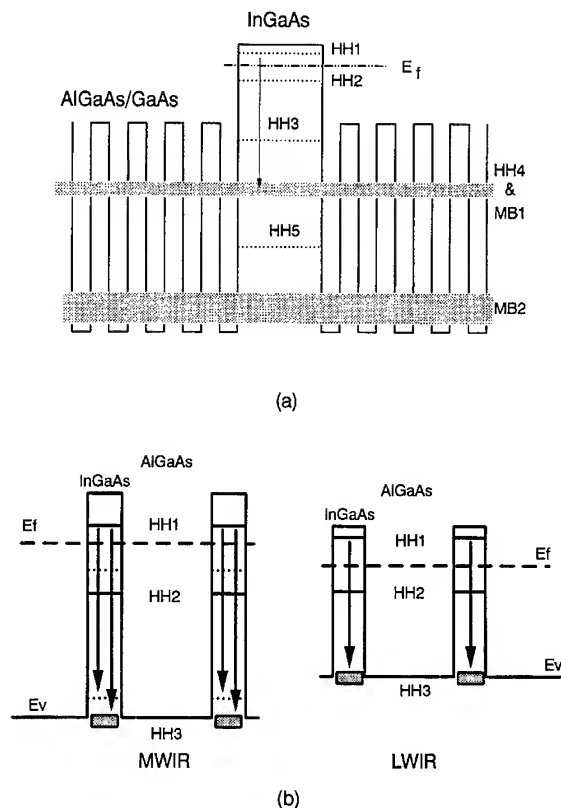 InGaAs
HH1
E_f
HH2
AlGaAs/GaAs
HH3
HH4
&
MB1
HH5
MB2
(a)
AlGaAs
InGaAs
Ef
HH1
HH2
Ev
HH3
MWIR
AlGaAs
InGaAs
HH1
Ef
HH2
Ev
HH3
LWIR
(b)